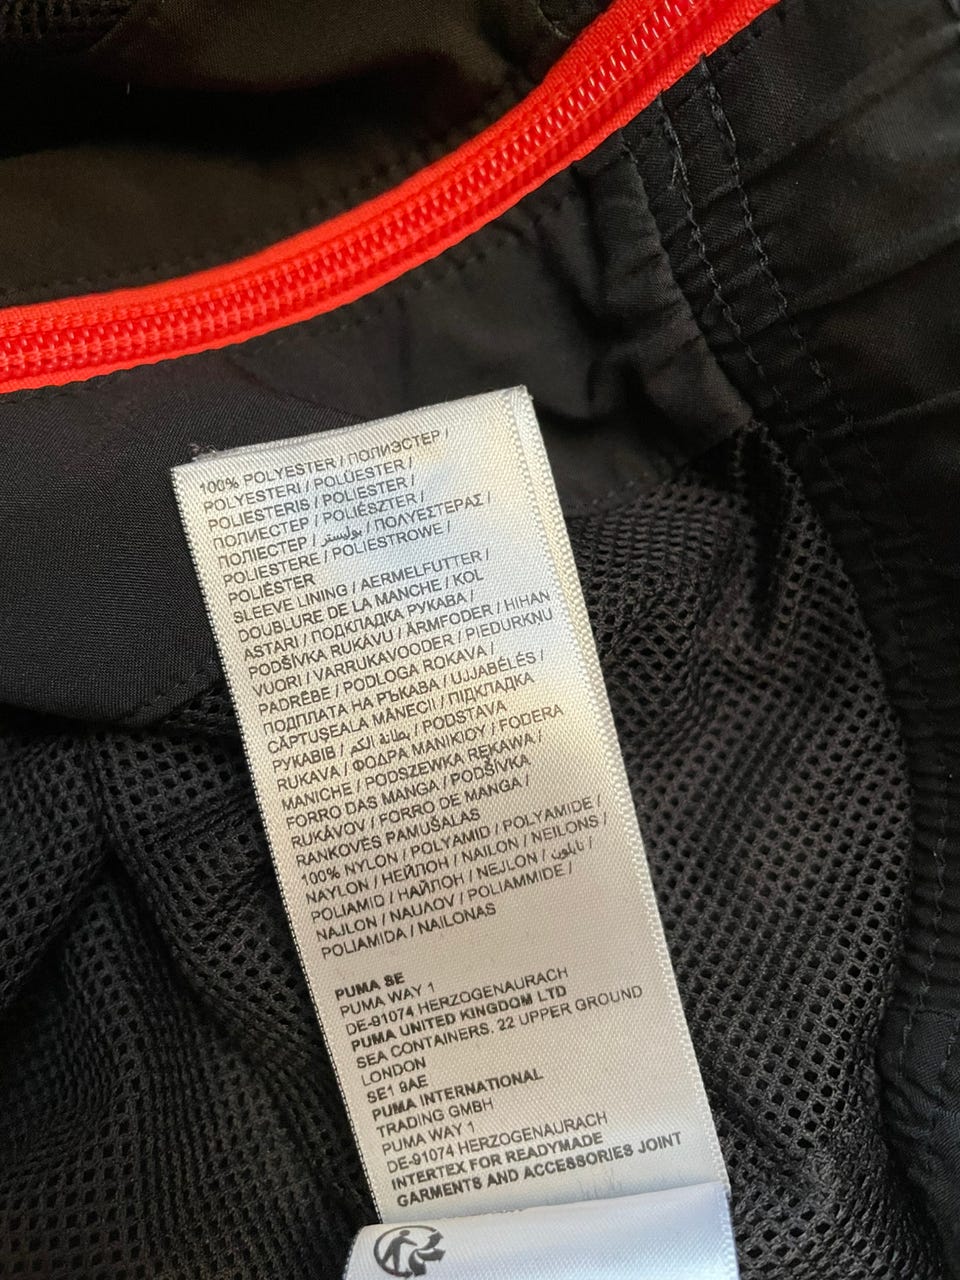 100% POLYESTER / ПОЛИЭСТЕР /
POLYESTERI / POLÜESTER /
POLIESTERIS / POLIESTER /
ПОЛИЕСТЕР / POLIÉSZTER /
ПОЛІЕСТЕР / بوليستر / ΠΟΛΥΕΣΤΕΡΑΣ /
POLIESTERE / POLIESTROWE /
POLIÉSTER
SLEEVE LINING / AERMELFUTTER /
DOUBLURE DE LA MANCHE / KOL
ASTARI / ПОДКЛАДКА РУКАВА /
PODŠÍVKA RUKÁVU / ÄRMFODER / HIHAN
VUORI / VARRUKAVOODER / PIEDURKNU
PADRĒBE / PODLOGA ROKAVA /
ПОДПЛАТА НА РЪКАВА / UJJABÉLÉS /
CĂPTUȘEALA MÂNECII / ПІДКЛАДКА
РУКАВІВ / بطانة الكم / PODSTAVA
RUKAVA / ΦΟΔΡΑ ΜΑΝΙΚΙΟΥ / FODERA
MANICHE / PODSZEWKA RĘKAWA /
FORRO DAS MANGA / PODŠÍVKA
RUKÁVOV / FORRO DE MANGA /
RANKOVĖS PAMUŠALAS
100% NYLON / POLYAMID / POLYAMIDE /
NAYLON / НЕЙЛОН / NAILON / NEILONS /
POLIAMID / НАЙЛОН / NEJLON / نايلون /
NAJLON / ΝΑΥΛΟΝ / POLIAMMIDE /
POLIAMIDA / NAILONAS
PUMA SE
PUMA WAY 1
DE-91074 HERZOGENAURACH
PUMA UNITED KINGDOM LTD
SEA CONTAINERS. 22 UPPER GROUND
LONDON
SE1 9AE
PUMA INTERNATIONAL
TRADING GMBH
PUMA WAY 1
DE-91074 HERZOGENAURACH
INTERTEX FOR READYMADE
GARMENTS AND ACCESSORIES JOINT